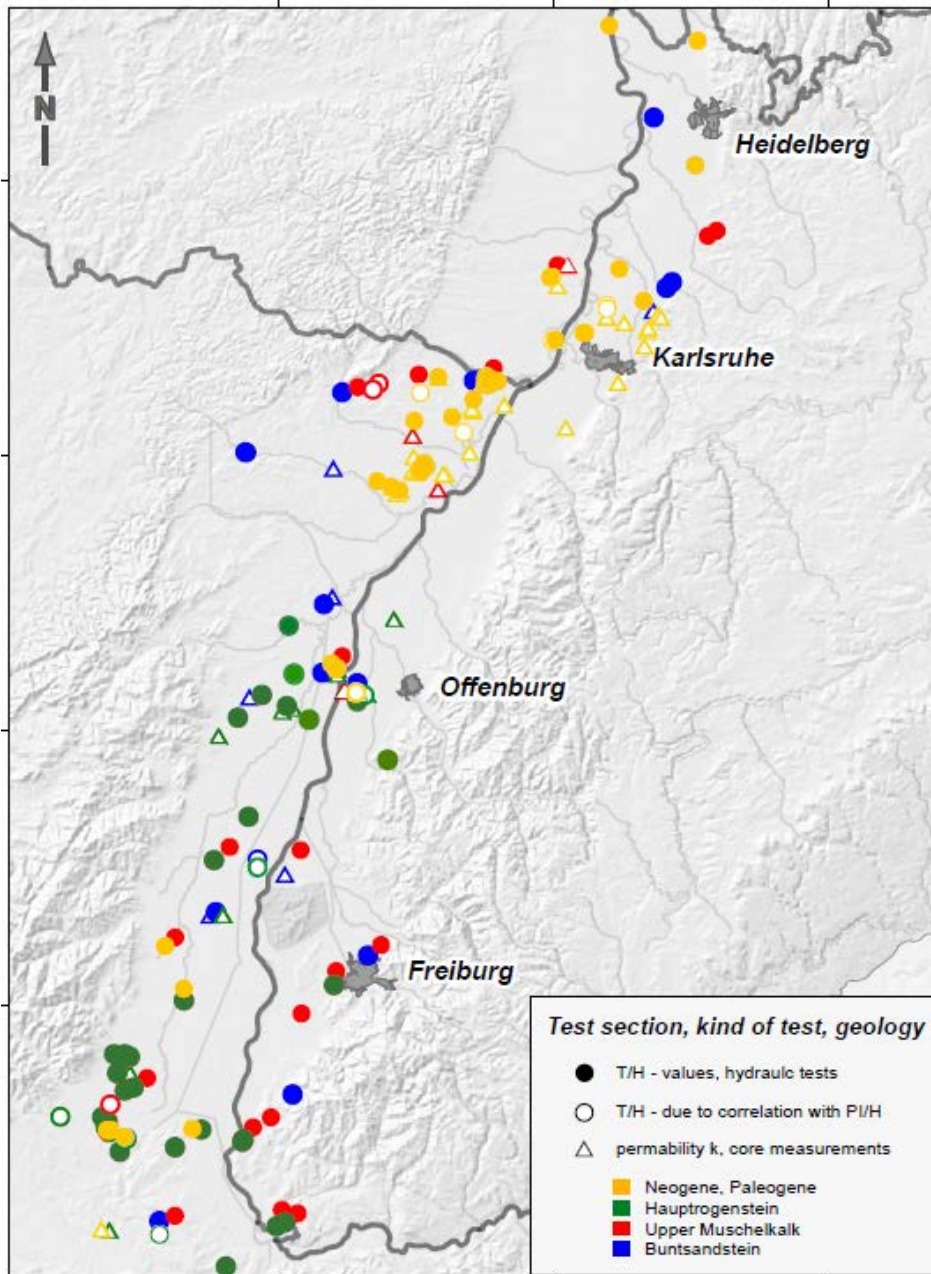 N
Heidelberg
Karlsruhe
Offenburg
Freiburg
Test section, kind of test, geology
T/H - values, hydraulc tests
T/H - due to correlation with PI/H
permability k, core measurements
Neogene, Paleogene
Hauptrogenstein
Upper Muschelkalk
Buntsandstein